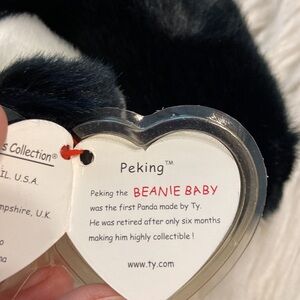 s Collection®
IL. U.S.A.
mpshire, U.K.
Peking™
Peking the BEANIE BABY
was the first Panda made by Ty.
He was retired after only six months
making him highly collectible !
www.ty.com